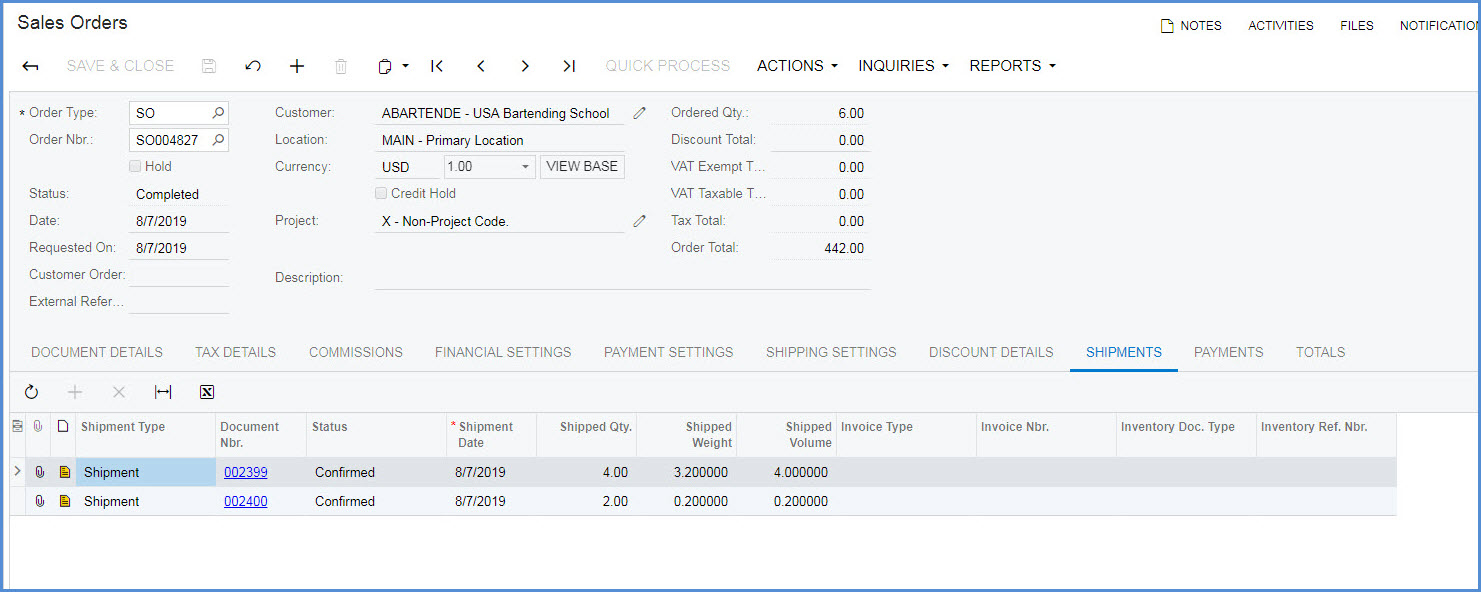 Sales Orders
NOTES ACTIVITIES FILES NOTIFICATION
SAVE & CLOSE QUICK PROCESS ACTIONS INQUIRIES REPORTS
* Order Type: SO Customer: ABARTENDE - USA Bartending School Ordered Qty.: 6.00
Order Nbr.: SO004827 Location: MAIN - Primary Location Discount Total: 0.00
Hold Currency: USD 1.00 VIEW BASE VAT Exempt T... 0.00
Status: Completed Credit Hold VAT Taxable T... 0.00
Date: 8/7/2019 Project: X - Non-Project Code. Tax Total: 0.00
Requested On: 8/7/2019 Order Total: 442.00
Customer Order: Description:
External Refer...
DOCUMENT DETAILS TAX DETAILS COMMISSIONS FINANCIAL SETTINGS PAYMENT SETTINGS SHIPPING SETTINGS DISCOUNT DETAILS SHIPMENTS PAYMENTS TOTALS
Shipment Type Document Nbr. Status * Shipment Date Shipped Qty. Shipped Weight Shipped Volume Invoice Type Invoice Nbr. Inventory Doc. Type Inventory Ref. Nbr.
Shipment 002399 Confirmed 8/7/2019 4.00 3.200000 4.000000
Shipment 002400 Confirmed 8/7/2019 2.00 0.200000 0.200000